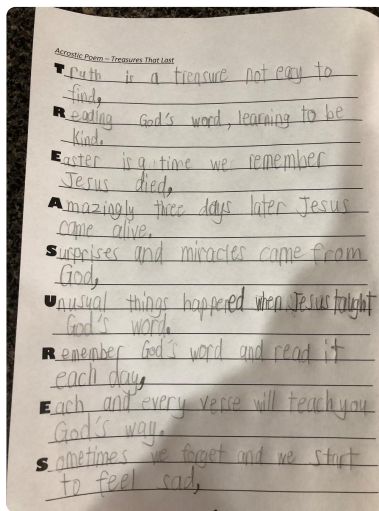 Acrostic Poem – Treasures That Last
Truth is a treasure not easy to
find,
Reading God's word, learning to be
kind.
Easter is a time we remember
Jesus died,
Amazingly three days later Jesus
came alive.
Surprises and miracles came from
God,
Unusual things happened when Jesus taught
God's word.
Remember God's word and read it
each day,
Each and every verse will teach you
God's way.
Sometimes we forget and we start
to feel sad,